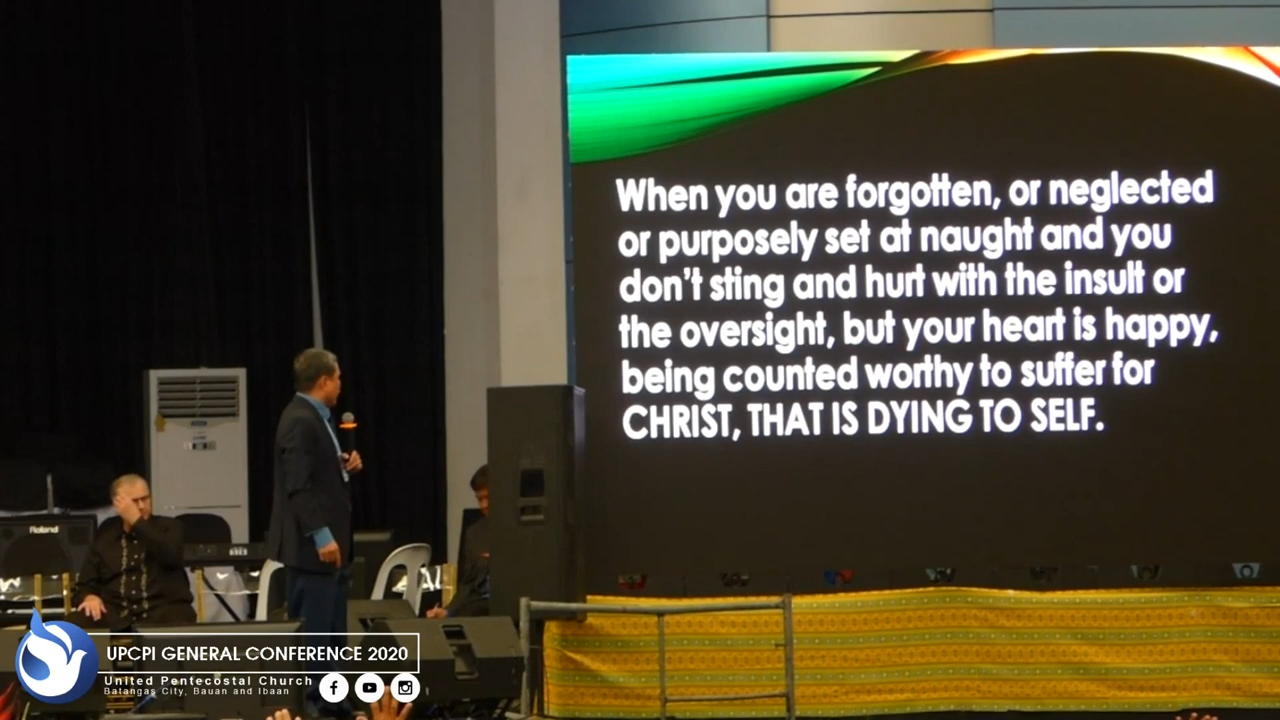 When you are forgotten, or neglected
or purposely set at naught and you
don't sting and hurt with the insult or
the oversight, but your heart is happy,
being counted worthy to suffer for
CHRIST, THAT IS DYING TO SELF.
Roland
UPCPI GENERAL CONFERENCE 2020
United Pentecostal Church
Batangas City, Bauan and Ibaan